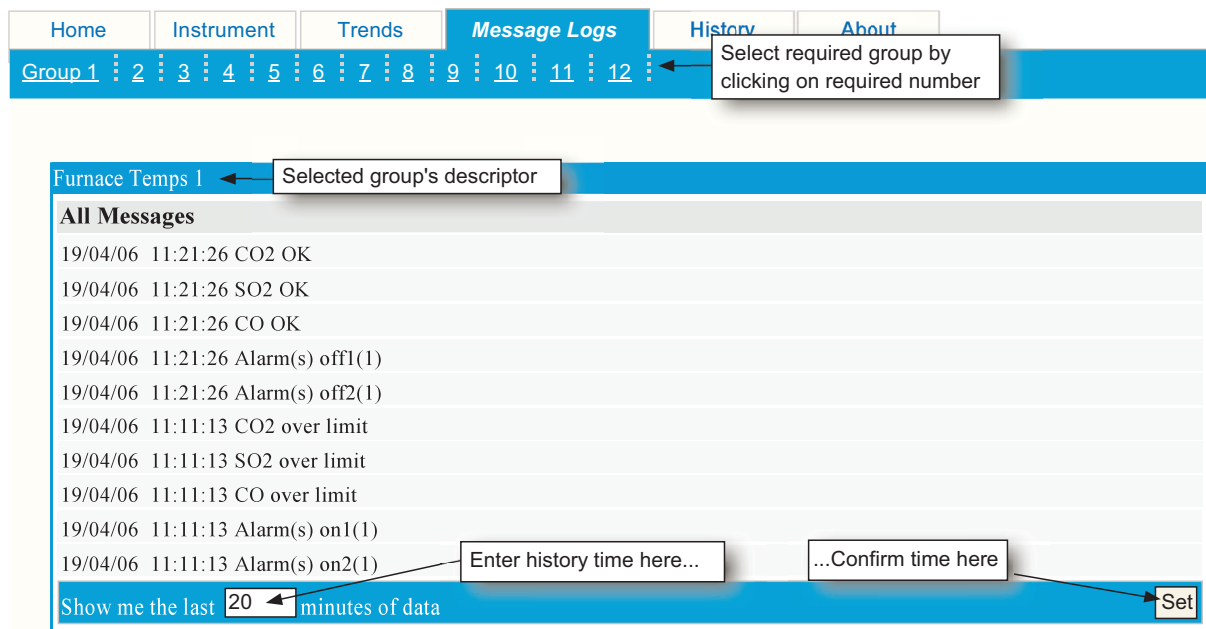 Home Instrument Trends Message Logs History About
Group 1 2 3 4 5 6 7 8 9 10 11 12
Select required group by
clicking on required number
Furnace Temps 1
Selected group's descriptor
All Messages
19/04/06 11:21:26 CO2 OK
19/04/06 11:21:26 SO2 OK
19/04/06 11:21:26 CO OK
19/04/06 11:21:26 Alarm(s) off1(1)
19/04/06 11:21:26 Alarm(s) off2(1)
19/04/06 11:11:13 CO2 over limit
19/04/06 11:11:13 SO2 over limit
19/04/06 11:11:13 CO over limit
19/04/06 11:11:13 Alarm(s) on1(1)
19/04/06 11:11:13 Alarm(s) on2(1)
Enter history time here...
...Confirm time here
Show me the last 20 minutes of data
Set